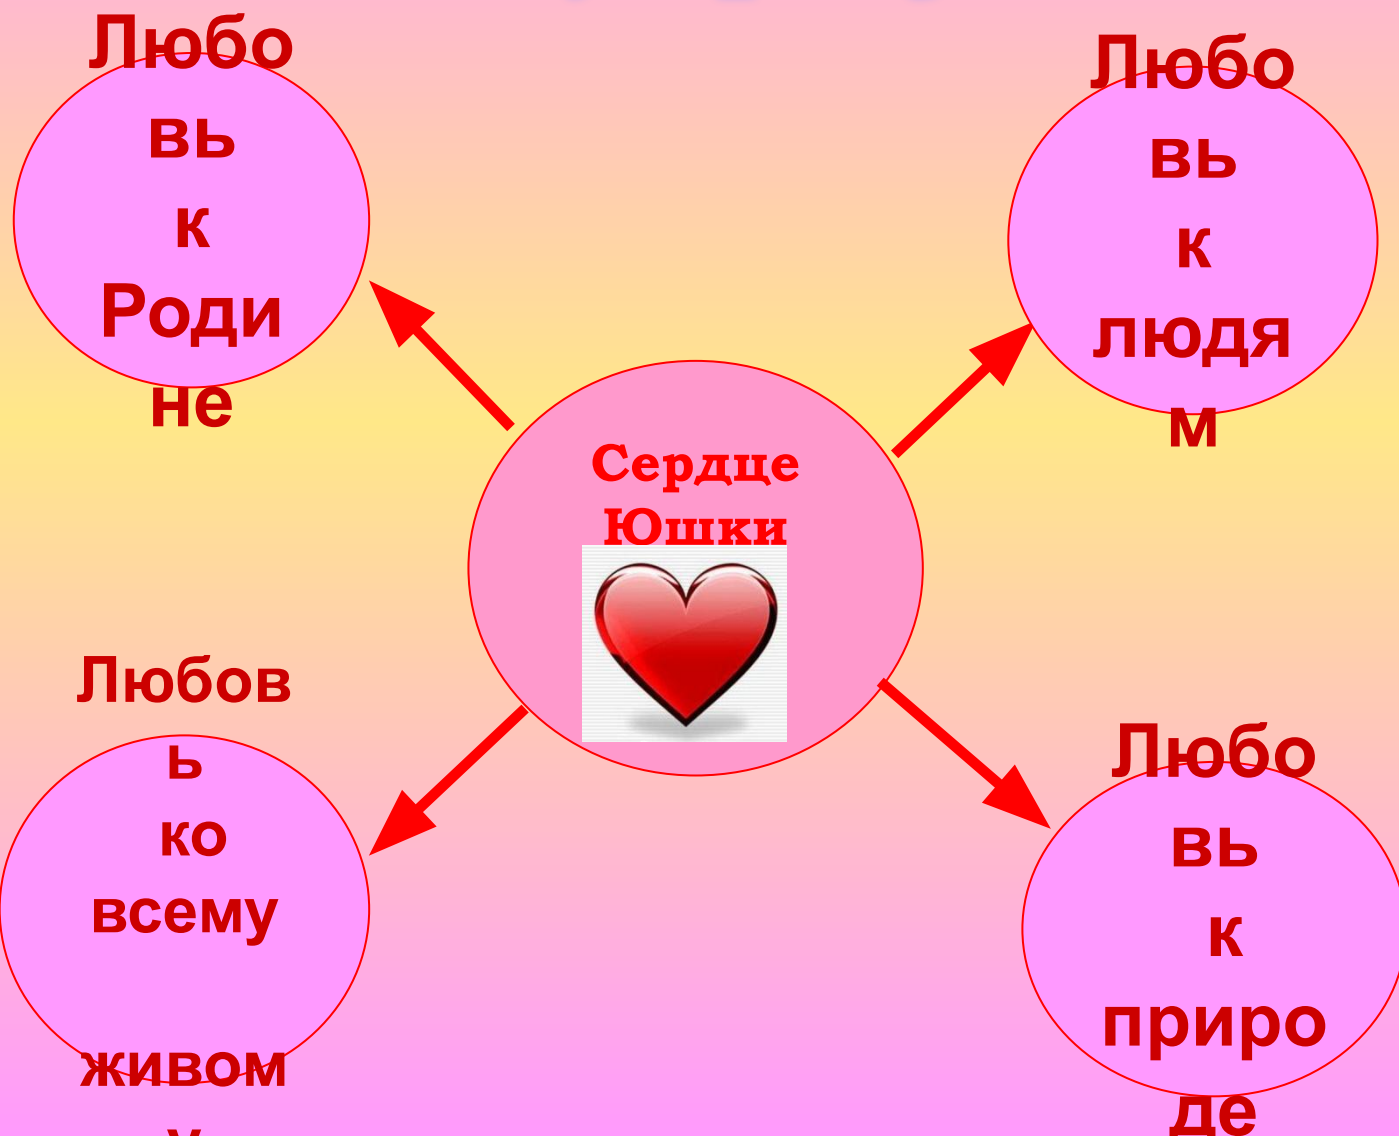 Любо
вь
к
Роди
не
Любо
вь
к
людя
м
Сердце
Юшки
Любов
ь
ко
всему
живом
у
Любо
вь
к
приро
де